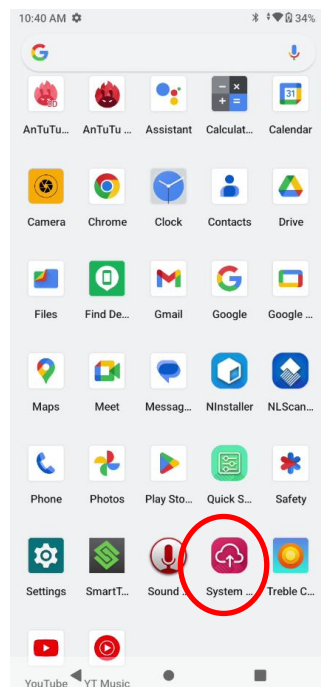 10:40 AM 34%
G
AnTuTu... AnTuTu ... Assistant Calculat... Calendar
Camera Chrome Clock Contacts Drive
Files Find De... Gmail Google Google ...
Maps Meet Messag... NInstaller NLScan...
Phone Photos Play Sto... Quick S... Safety
Settings SmartT... Sound ... System ... Treble C...
YouTube YT Music